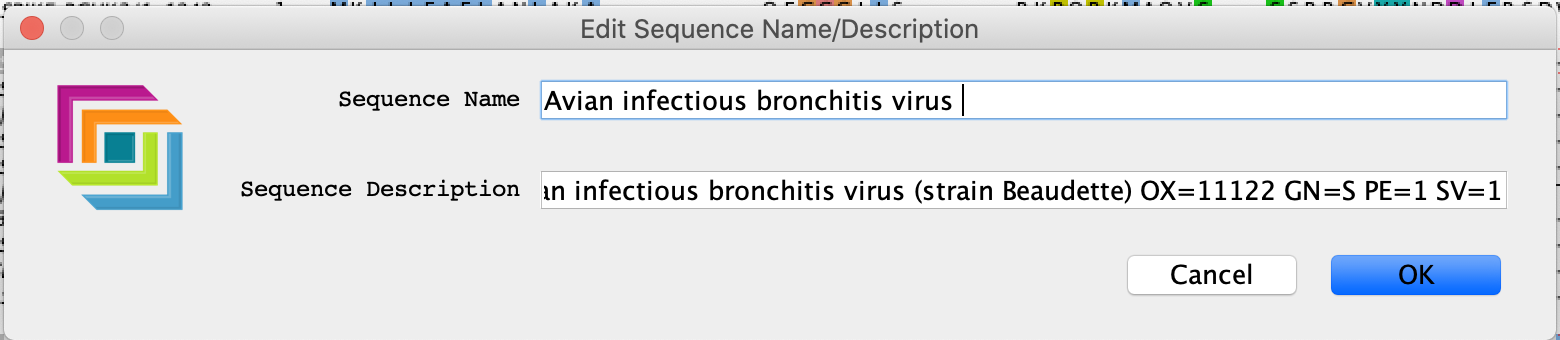 Edit Sequence Name/Description
Sequence Name Avian infectious bronchitis virus
Sequence Description an infectious bronchitis virus (strain Beaudette) OX=11122 GN=S PE=1 SV=1
Cancel OK